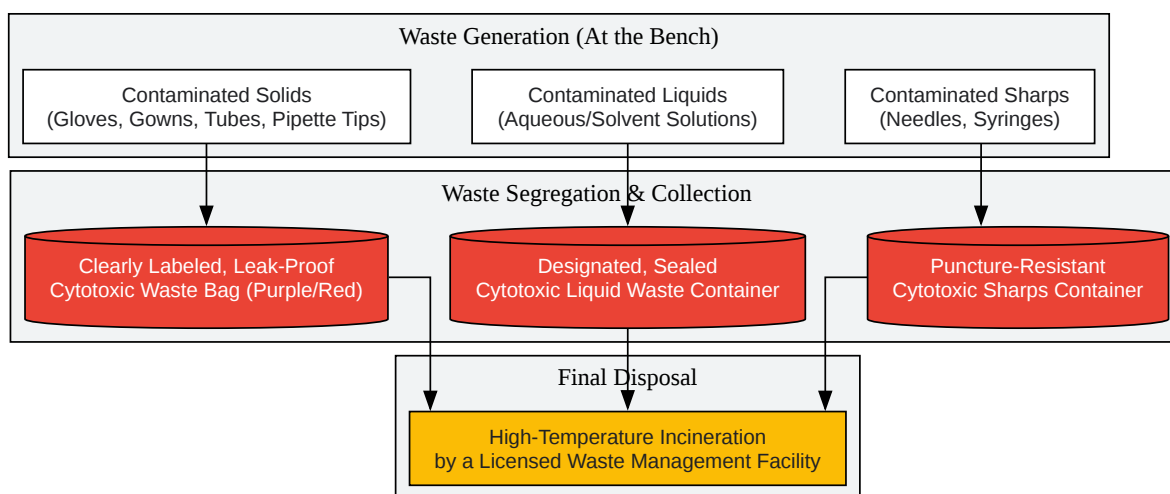 Waste Generation (At the Bench)
Contaminated Solids
(Gloves, Gowns, Tubes, Pipette Tips)
Contaminated Liquids
(Aqueous/Solvent Solutions)
Contaminated Sharps
(Needles, Syringes)
Waste Segregation & Collection
Clearly Labeled, Leak-Proof
Cytotoxic Waste Bag (Purple/Red)
Designated, Sealed
Cytotoxic Liquid Waste Container
Puncture-Resistant
Cytotoxic Sharps Container
Final Disposal
High-Temperature Incineration
by a Licensed Waste Management Facility